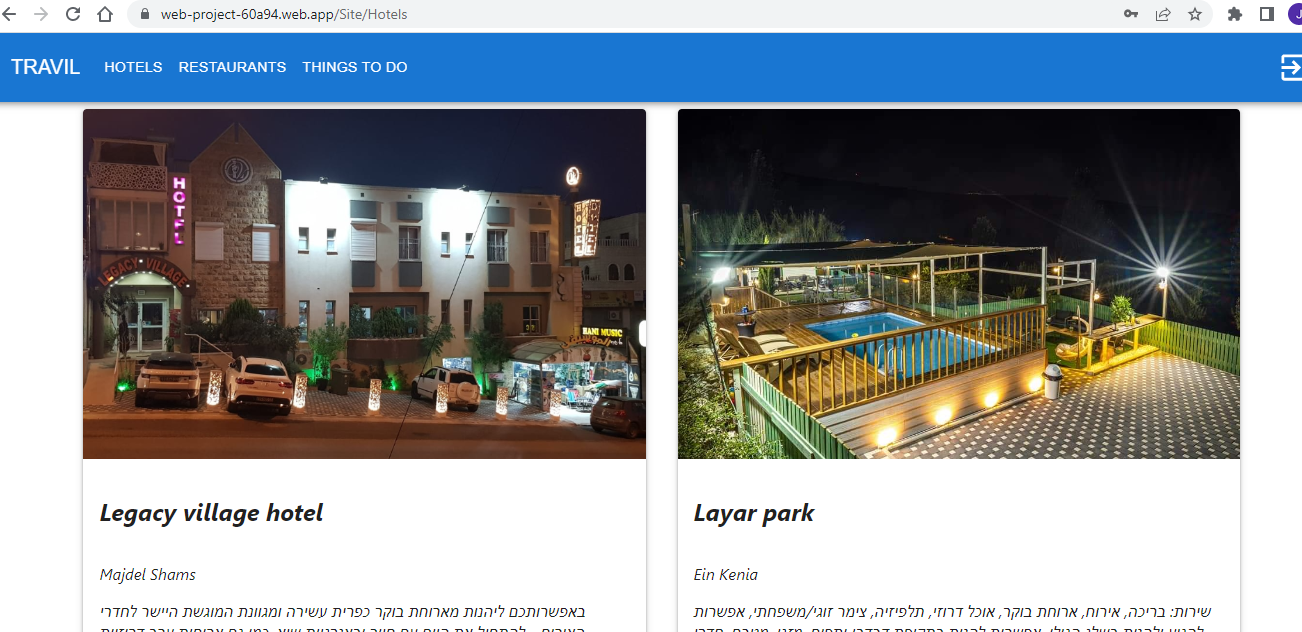 web-project-60a94.web.app/Site/Hotels
J
TRAVIL HOTELS RESTAURANTS THINGS TO DO
HOTEL
LEGACY VILLAGE
HOTEL
HANI MUSIC
Legacy village hotel
Majdel Shams
באפשרותכם ליהנות מארוחת בוקר כפרית עשירה ומגוונת המוגשת היישר לחדרי
Layar park
Ein Kenia
שירות: בריכה, אירוח, ארוחת בוקר, אוכל דרוזי, תלפיזיה, צימר זוגי/משפחתי, אפשרות